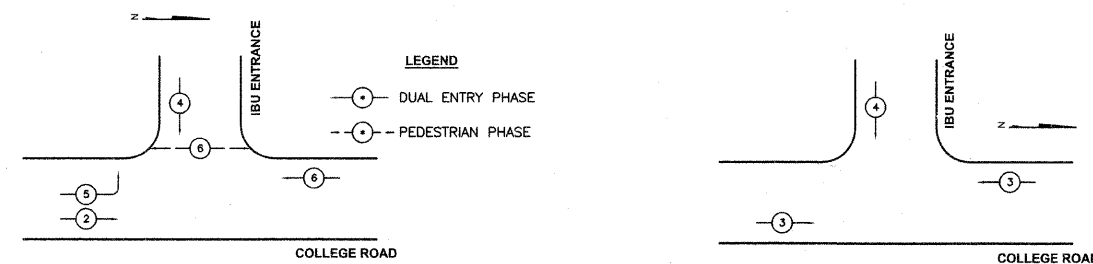 N
IBU ENTRANCE
LEGEND
4
* DUAL ENTRY PHASE
* PEDESTRIAN PHASE
6
6
5
2
COLLEGE ROAD
IBU ENTRANCE
4
N
3
3
COLLEGE ROAD